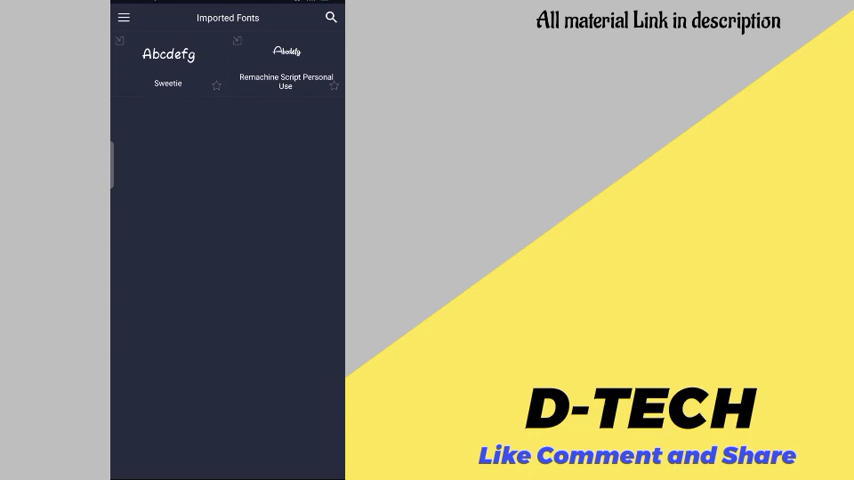 Imported Fonts
All material Link in description
Abcdefg
Abcdefg
Sweetie
Remachine Script Personal
Use
D-TECH
Like Comment and Share